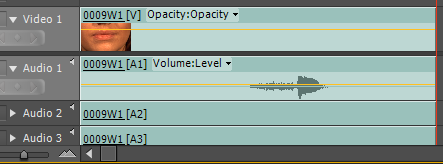 Video 1 0009W1 [V] Opacity:Opacity
Audio 1 0009W1 [A1] Volume:Level
Audio 2 0009W1 [A2]
Audio 3 0009W1 [A3]